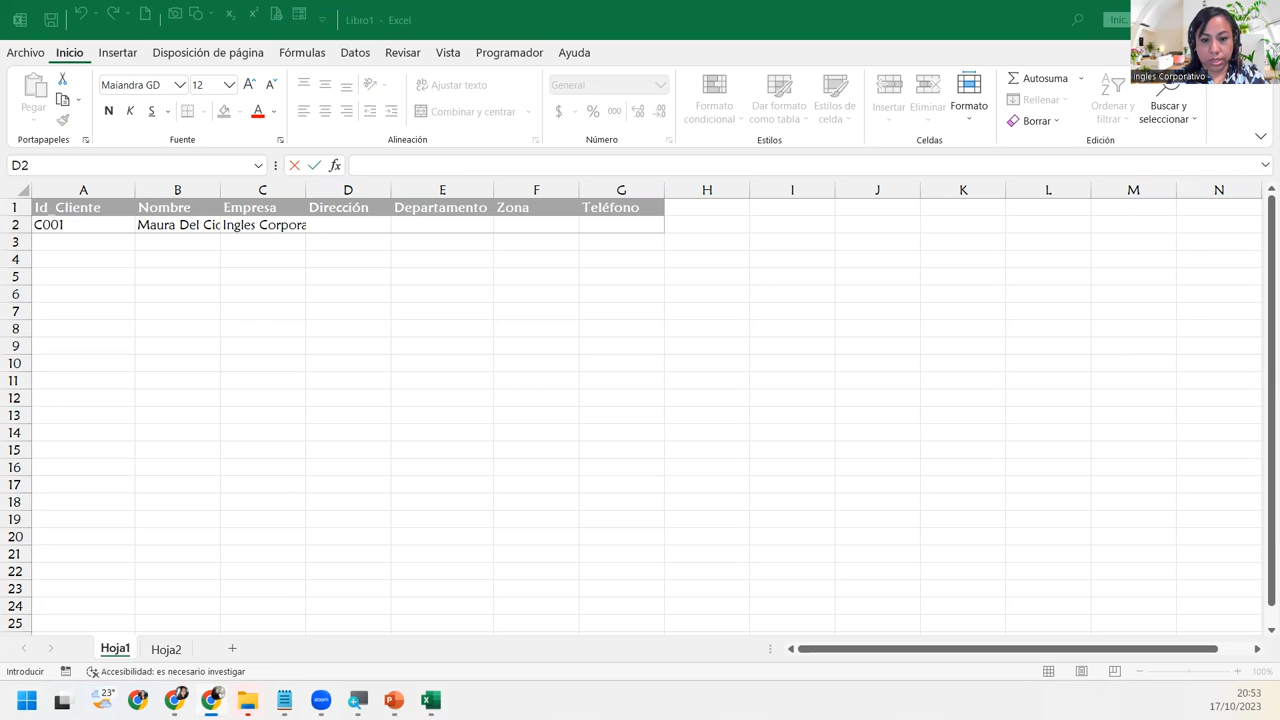 Libro1 - Excel
Inic.
Archivo Inicio Insertar Disposición de página Fórmulas Datos Revisar Vista Programador Ayuda
Ingles Corporativo
Pegar
Maiandra GD 12
N K S
Ajustar texto
Combinar y centrar
General
$ % 000
Formato condicional
Dar formato como tabla
Estilos de celda
Insertar
Eliminar
Formato
Autosuma
Rellenar
Borrar
Ordenar y filtrar
Buscar y seleccionar
Portapapeles Fuente Alineación Número Estilos Celdas Edición
D2 fx
A B C D E F G H I J K L M N
1 Id_Cliente Nombre Empresa Dirección Departamento Zona Teléfono
2 C001 Maura Del Cic Ingles Corpora
3
4
5
6
7
8
9
10
11
12
13
14
15
16
17
18
19
20
21
22
23
24
25
Hoja1 Hoja2 +
Introducir Accesibilidad: es necesario investigar 100%
23° zoom
20:53
17/10/2023